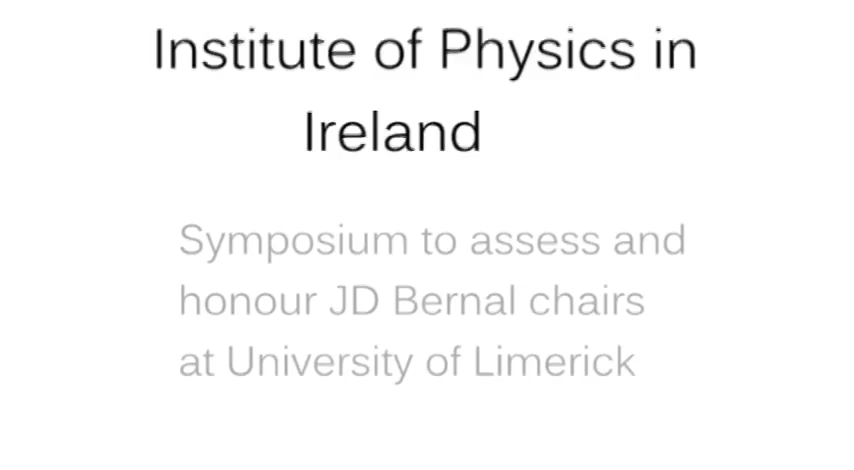 Institute of Physics in
Ireland
Symposium to assess and
honour JD Bernal chairs
at University of Limerick